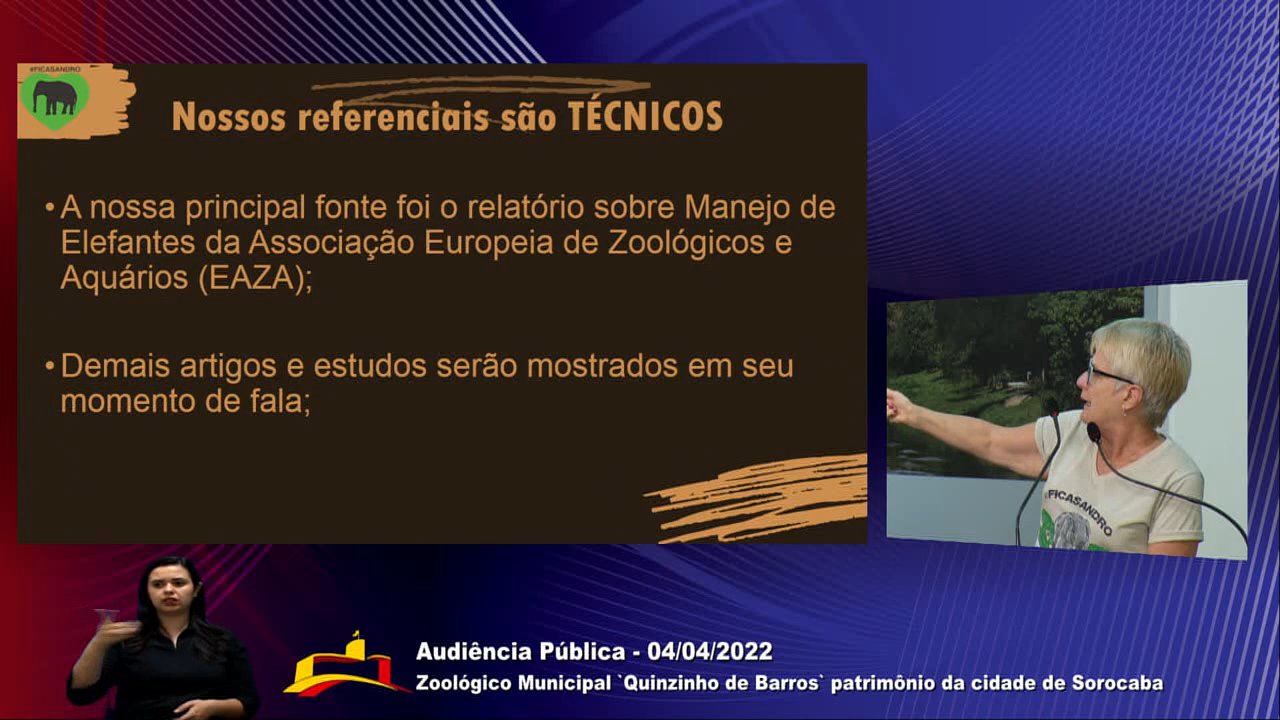 #FICASANDRO
Nossos referenciais são TÉCNICOS
• A nossa principal fonte foi o relatório sobre Manejo de
Elefantes da Associação Europeia de Zoológicos e
Aquários (EAZA);
• Demais artigos e estudos serão mostrados em seu
momento de fala;
#FICASANDRO
Audiência Pública - 04/04/2022
Zoológico Municipal `Quinzinho de Barros` patrimônio da cidade de Sorocaba